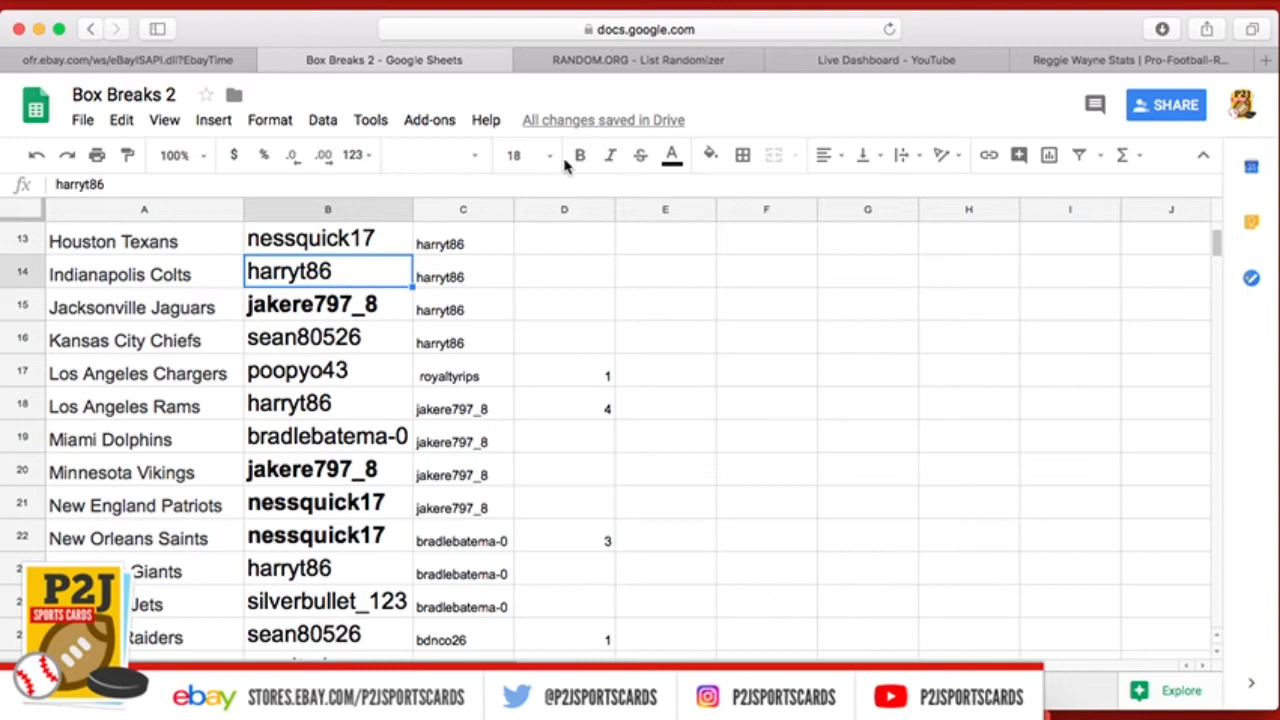 docs.google.com
ofr.ebay.com/ws/eBayISAPI.dll?EbayTime
Box Breaks 2 - Google Sheets
RANDOM.ORG - List Randomizer
Live Dashboard - YouTube
Reggie Wayne Stats | Pro-Football-R...
Box Breaks 2
SHARE
File Edit View Insert Format Data Tools Add-ons Help All changes saved in Drive
100% $ % .0 .00 123 18 B I S A
fx harryt86
A B C D E F G H I J
13 Houston Texans nessquick17 harryt86
14 Indianapolis Colts harryt86 harryt86
15 Jacksonville Jaguars jakere797_8 harryt86
16 Kansas City Chiefs sean80526 harryt86
17 Los Angeles Chargers poopyo43 royaltyrips 1
18 Los Angeles Rams harryt86 jakere797_8 4
19 Miami Dolphins bradlebatema-0 jakere797_8
20 Minnesota Vikings jakere797_8 jakere797_8
21 New England Patriots nessquick17 jakere797_8
22 New Orleans Saints nessquick17 bradlebatema-0 3
Giants harryt86 bradlebatema-0
Jets silverbullet_123 bradlebatema-0
Raiders sean80526 bdnco26 1
P2J
SPORTS CARDS
ebay STORES.EBAY.COM/P2JSPORTSCARDS @P2JSPORTSCARDS P2JSPORTSCARDS P2JSPORTSCARDS
Explore